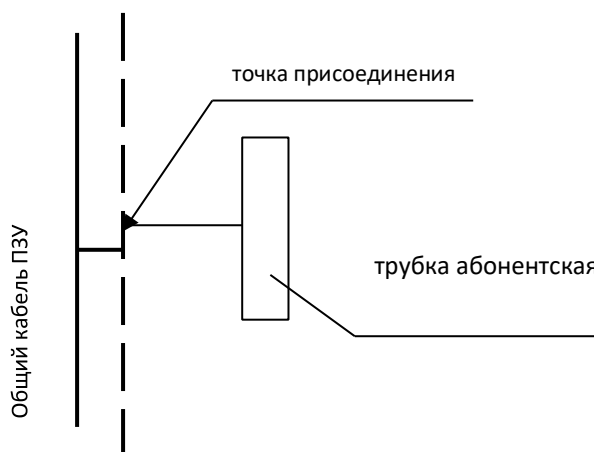 точка присоединения
трубка абонентская
Общий кабель ПЗУ